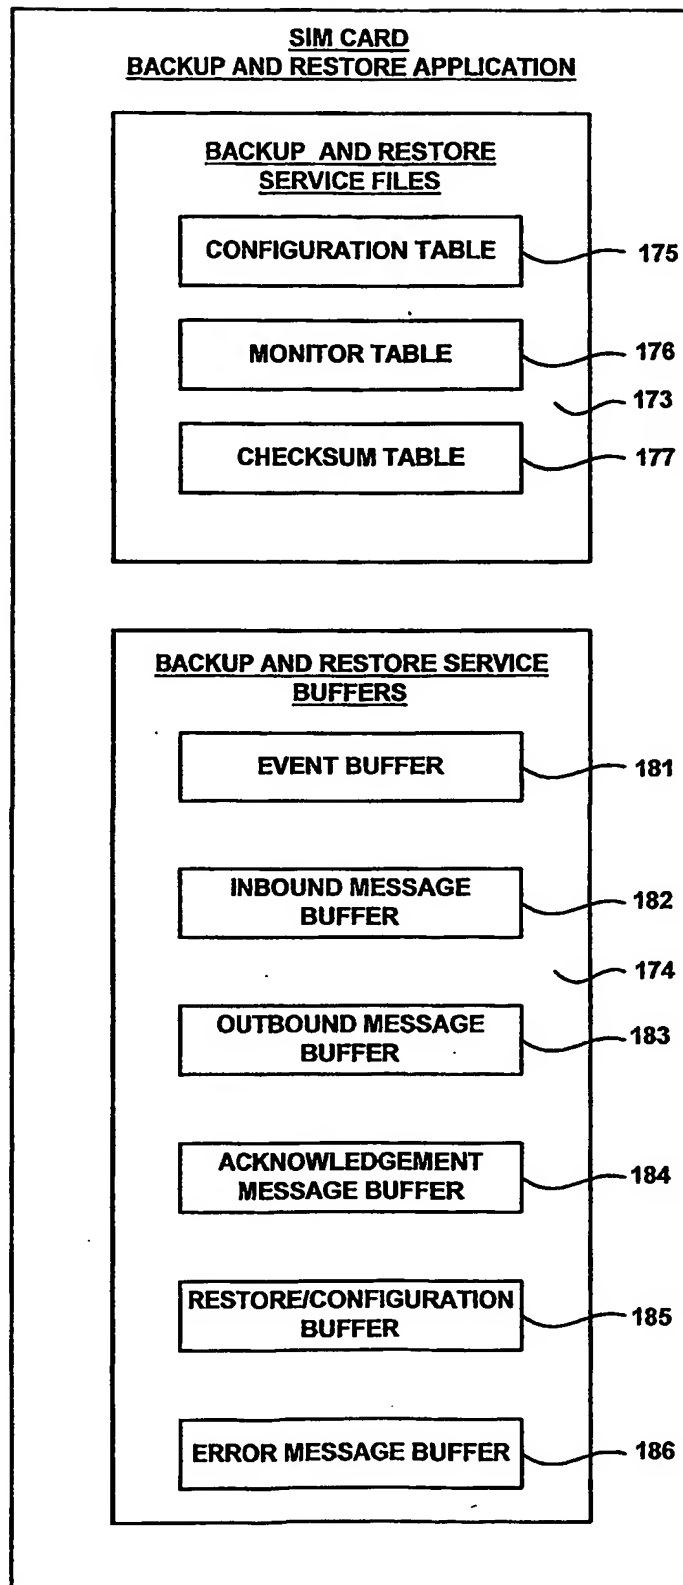 SIM CARD
BACKUP AND RESTORE APPLICATION
BACKUP AND RESTORE
SERVICE FILES
CONFIGURATION TABLE
175
MONITOR TABLE
176
173
CHECKSUM TABLE
177
BACKUP AND RESTORE SERVICE
BUFFERS
EVENT BUFFER
181
INBOUND MESSAGE
BUFFER
182
174
OUTBOUND MESSAGE
BUFFER
183
ACKNOWLEDGEMENT
MESSAGE BUFFER
184
RESTORE/CONFIGURATION
BUFFER
185
ERROR MESSAGE BUFFER
186